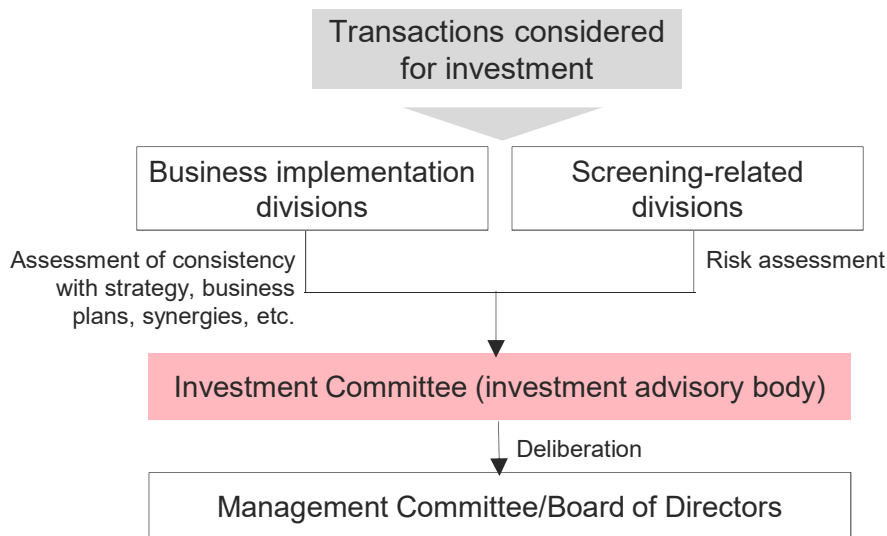 Transactions considered
for investment
Business implementation
divisions
Screening-related
divisions
Assessment of consistency
with strategy, business
plans, synergies, etc.
Risk assessment
Investment Committee (investment advisory body)
Deliberation
Management Committee/Board of Directors